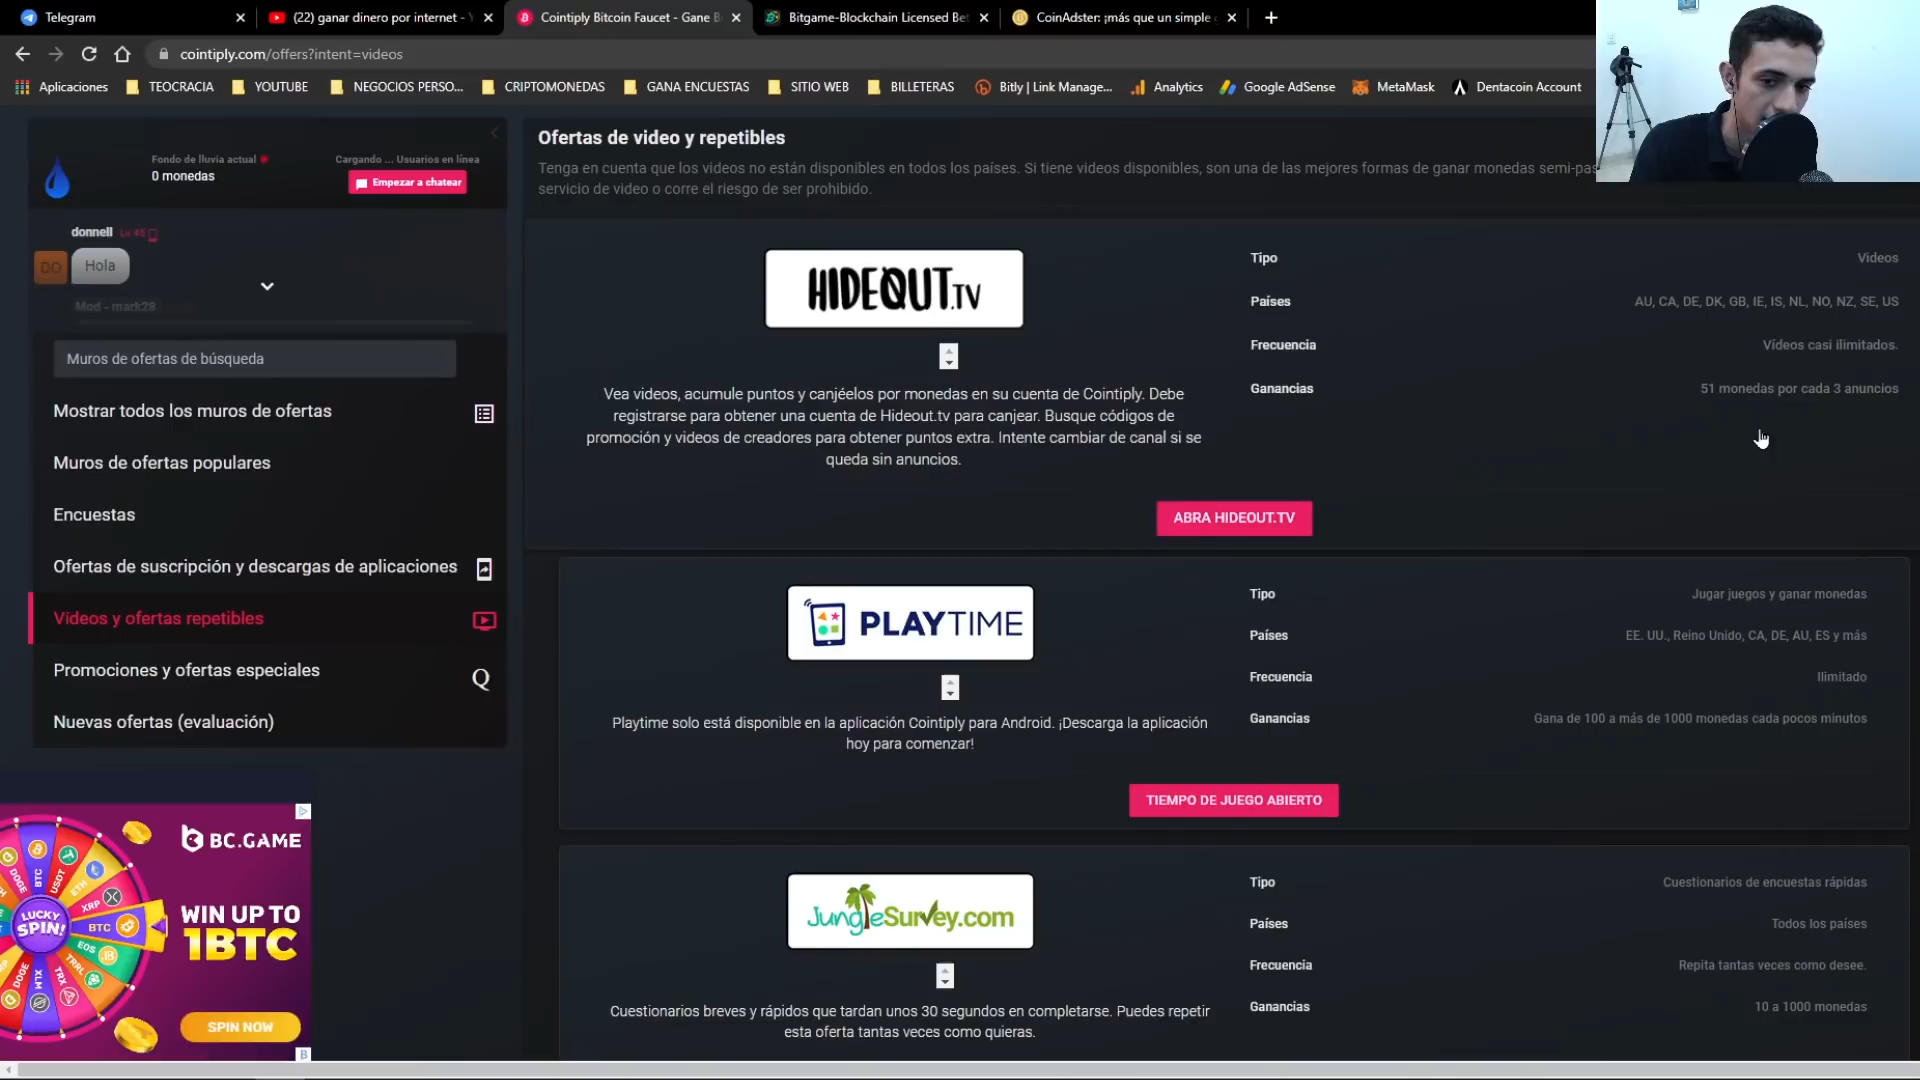 Telegram
(22) ganar dinero por internet -
Cointiply Bitcoin Faucet - Gane B
Bitgame-Blockchain Licensed Bet
CoinAdster: ¡más que un simple
cointiply.com/offers?intent=videos
Aplicaciones
TEOCRACIA
YOUTUBE
NEGOCIOS PERSO...
CRIPTOMONEDAS
GANA ENCUESTAS
SITIO WEB
BILLETERAS
Bitly | Link Manage...
Analytics
Google AdSense
MetaMask
Dentacoin Account
Fondo de lluvia actual
0 monedas
Cargando ... Usuarios en línea
Empezar a chatear
donnell
DO
Hola
Mod - mark28
Muros de ofertas de búsqueda
Mostrar todos los muros de ofertas
Muros de ofertas populares
Encuestas
Ofertas de suscripción y descargas de aplicaciones
Vídeos y ofertas repetibles
Promociones y ofertas especiales
Nuevas ofertas (evaluación)
BC.GAME
LUCKY SPIN!
WIN UP TO
1BTC
SPIN NOW
Ofertas de video y repetibles
Tenga en cuenta que los videos no están disponibles en todos los países. Si tiene videos disponibles, son una de las mejores formas de ganar monedas
servicio de video o corre el riesgo de ser prohibido.
HIDEOUT.TV
Vea videos, acumule puntos y canjéelos por monedas en su cuenta de Cointiply. Debe
registrarse para obtener una cuenta de Hideout.tv para canjear. Busque códigos de
promoción y videos de creadores para obtener puntos extra. Intente cambiar de canal si se
queda sin anuncios.
Tipo
Videos
Países
AU, CA, DE, DK, GB, IE, IS, NL, NO, NZ, SE, US
Frecuencia
Vídeos casi ilimitados.
Ganancias
51 monedas por cada 3 anuncios
ABRA HIDEOUT.TV
PLAYTIME
Playtime solo está disponible en la aplicación Cointiply para Android. ¡Descarga la aplicación
hoy para comenzar!
Tipo
Jugar juegos y ganar monedas
Países
EE. UU., Reino Unido, CA, DE, AU, ES y más
Frecuencia
Ilimitado
Ganancias
Gana de 100 a más de 1000 monedas cada pocos minutos
TIEMPO DE JUEGO ABIERTO
JungleSurvey.com
Cuestionarios breves y rápidos que tardan unos 30 segundos en completarse. Puedes repetir
esta oferta tantas veces como quieras.
Tipo
Cuestionarios de encuestas rápidas
Países
Todos los países
Frecuencia
Repita tantas veces como desee.
Ganancias
10 a 1000 monedas